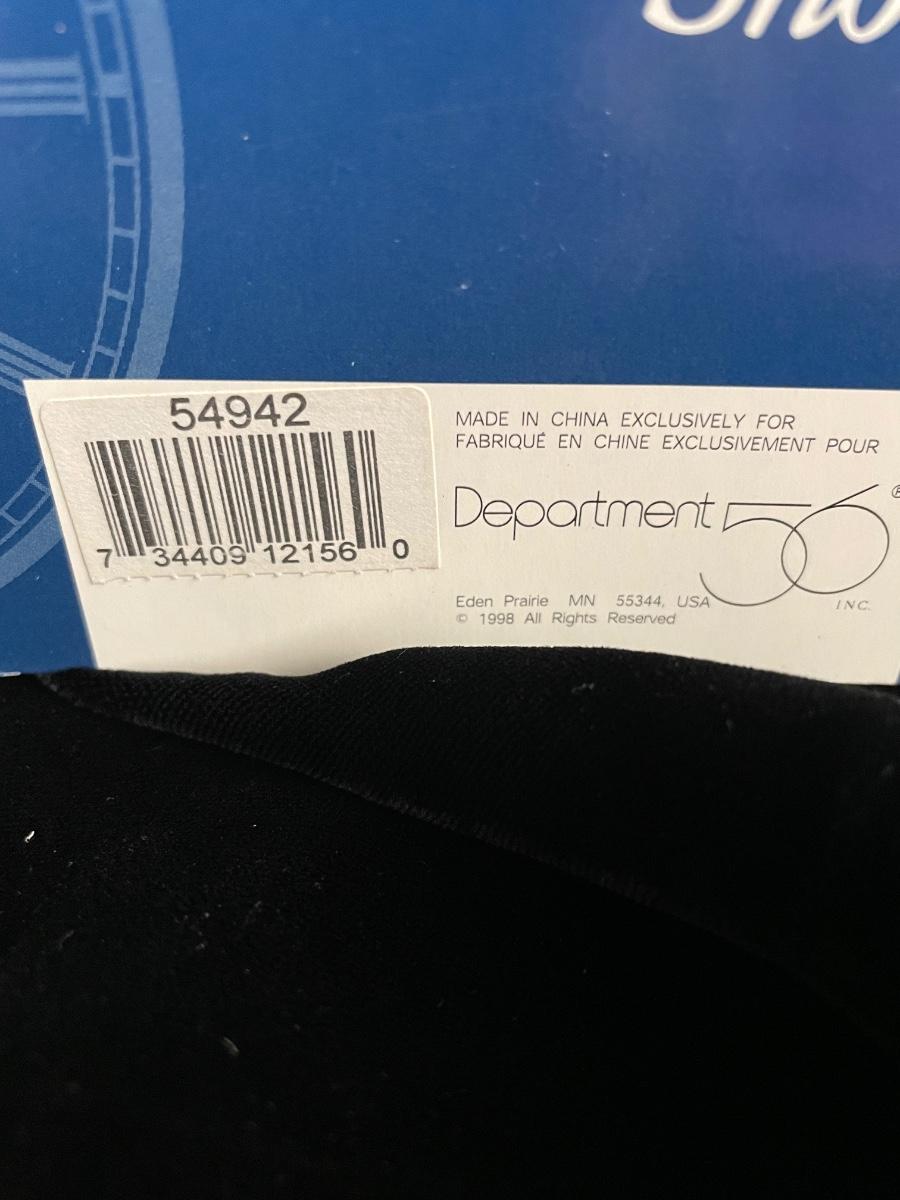 54942
7 34409 12156 0
MADE IN CHINA EXCLUSIVELY FOR
FABRIQUÉ EN CHINE EXCLUSIVEMENT POUR
Department 56 ®
INC.
Eden Prairie MN 55344, USA
© 1998 All Rights Reserved